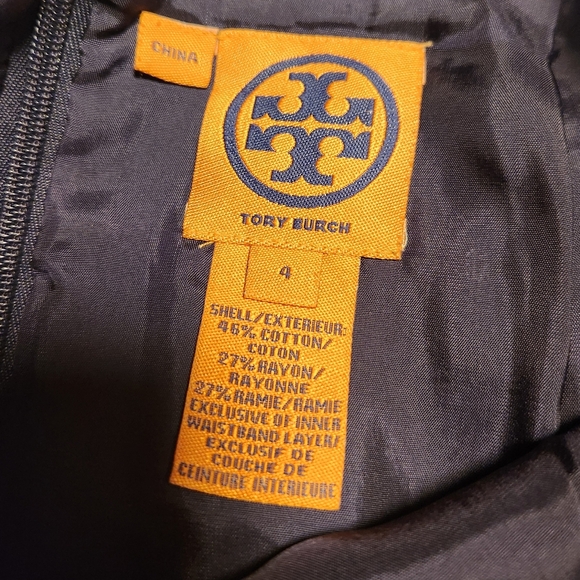 CHINA
TORY BURCH
4
SHELL/EXTERIEUR:
46% COTTON/
COTON
27% RAYON/
RAYONNE
27% RAMIE/RAMIE
EXCLUSIVE OF INNER
WAISTBAND LAYER/
EXCLUSIF DE
COUCHE DE
CEINTURE INTERIEURE